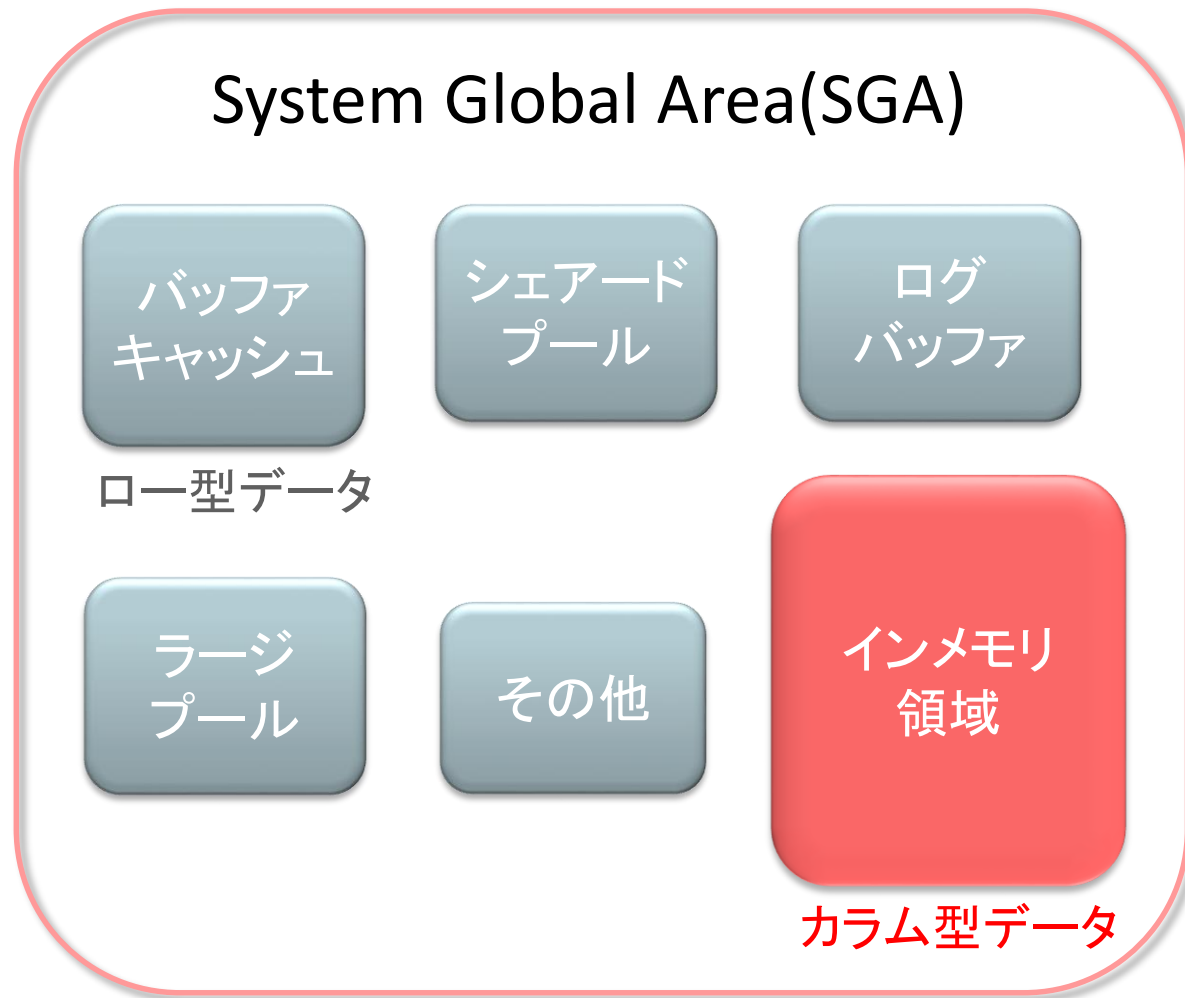 System Global Area(SGA)
バッファ
キャッシュ
シェアード
プール
ログ
バッファ
ロー型データ
ラージ
プール
その他
インメモリ
領域
カラム型データ